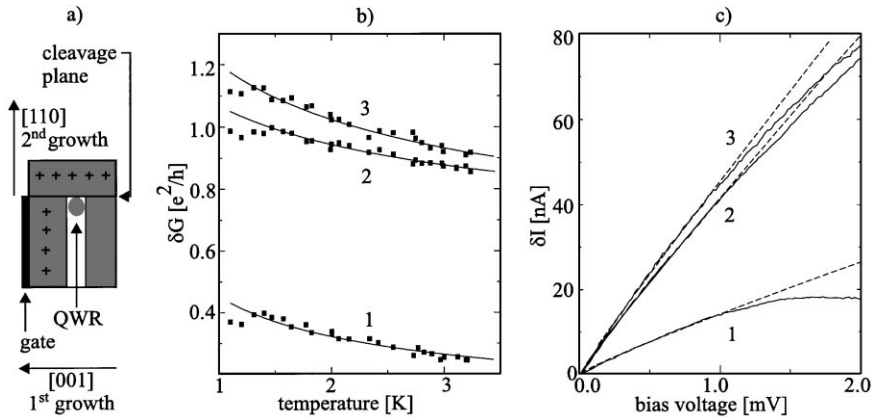 a)
cleavage
plane
[110]
2nd growth
+ + + + +
+
+
+
+
QWR
gate
[001]
1st growth
b)
δG [e²/h]
1.2
1.0
0.8
0.6
0.4
3
2
1
1 2 3
temperature [K]
c)
δI [nA]
80
60
40
20
0
3
2
1
0.0 1.0 2.0
bias voltage [mV]